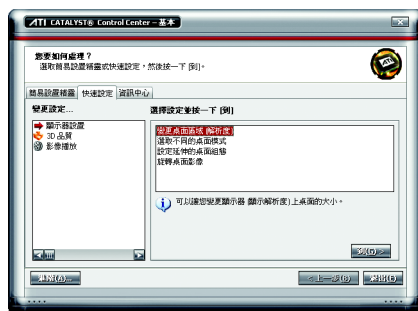 ATI CATALYST® Control Center – 基本
您要如何處理？
選取簡易設置精靈或快速設定，然後按一下 [到]。
簡易設置精靈 快速設定 資訊中心
變更設定...
顯示器設置
3D 品質
影像播放
選擇設定並按一下 [到]
變更桌面區域 (解析度)
選取不同的桌面模式
設定延伸的桌面組態
旋轉桌面影像
可以讓您變更顯示器 (顯示解析度) 上桌面的大小。
到(G) >
進階(A)...
< 上一步(B)